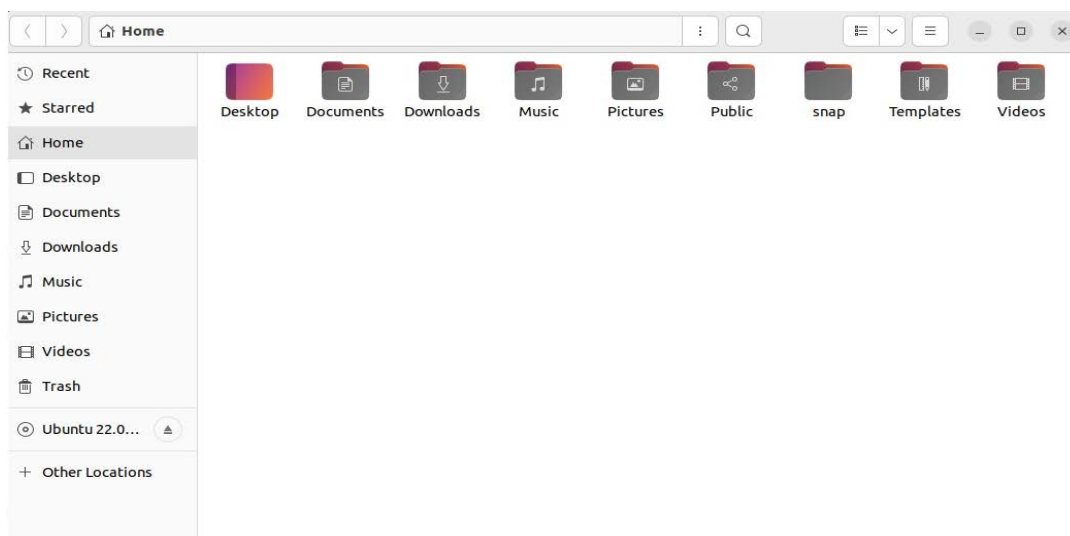 Home
Recent
Starred
Home
Desktop
Documents
Downloads
Music
Pictures
Videos
Trash
Ubuntu 22.0...
Other Locations
Desktop Documents Downloads Music Pictures Public snap Templates Videos